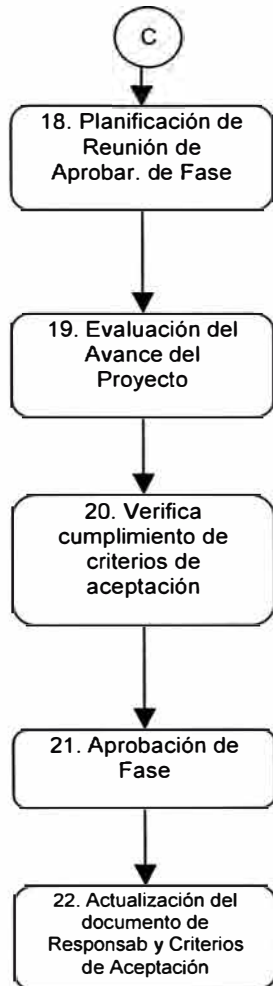 C
18. Planificación de
Reunión de
Aprobar. de Fase
19. Evaluación del
Avance del
Proyecto
20. Verifica
cumplimiento de
criterios de
aceptación
21. Aprobación de
Fase
22. Actualización del
documento de
Responsab y Criterios
de Aceptación